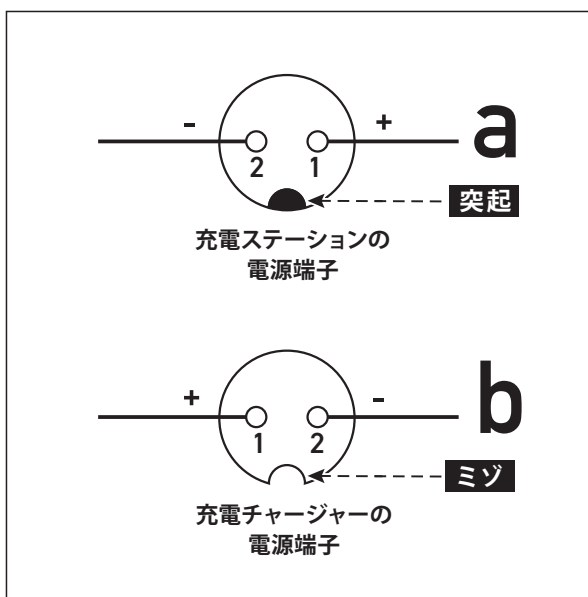 - + a
2 1
突起
充電ステーションの
電源端子
+ - b
1 2
ミゾ
充電チャージャーの
電源端子